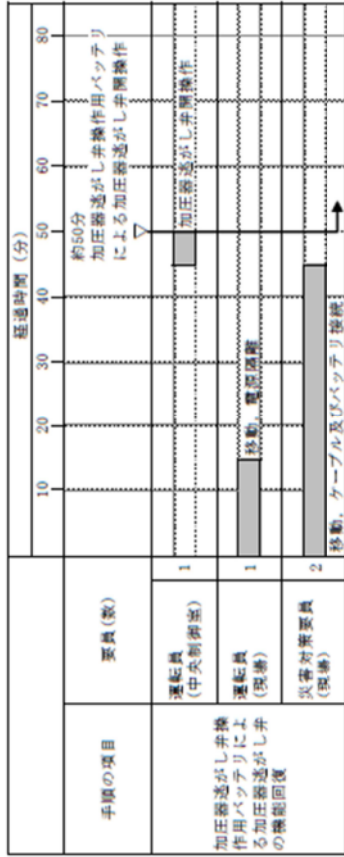 経過時間（分）
10 20 30 40 50 60 70 80
手順の項目
要員(数)
約50分
加圧器逃がし弁操作用バッテリ
による加圧器逃がし弁開操作
加圧器逃がし弁操
作用バッテリによ
る加圧器逃がし弁
の機能回復
運転員
(中央制御室)
1
加圧器逃がし弁開操作
運転員
(現場)
1
移動，電源隔離
災害対策要員
(現場)
2
移動，ケーブル及びバッテリ接続